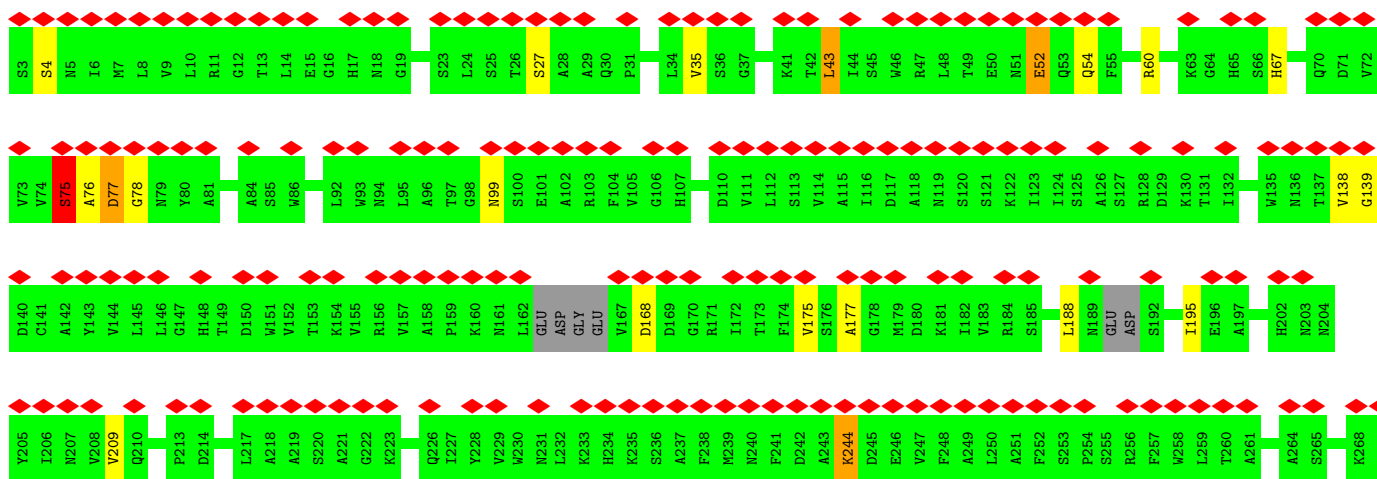 S3 S4 N5 I6 M7 L8 V9 L10 R11 G12 T13 L14 E15 G16 H17 N18 G19 S23 L24 S25 T26 S27 A28 A29 Q30 P31 L34 V35 S36 G37 K41 T42 L43 I44 S45 W46 R47 L48 T49 E50 N51 E52 Q53 Q54 F55 R60 K63 G64 H65 S66 H67 Q70 D71 V72
V73 V74 S75 A76 D77 G78 N79 Y80 A81 A84 S85 W86 L92 W93 N94 L95 A96 T97 G98 N99 S100 E101 A102 R103 F104 V105 G106 H107 D110 V111 L112 S113 V114 A115 I116 D117 A118 N119 S120 S121 K122 I123 I124 S125 A126 S127 R128 D129 K130 T131 I132 W135 N136 T137 V138 G139
D140 C141 A142 Y143 V144 L145 L146 G147 H148 T149 D150 W151 V152 T153 K154 V155 R156 V157 A158 P159 K160 N161 L162 GLU ASP GLY GLU V167 D168 D169 G170 R171 I172 T173 F174 V175 S176 A177 G178 M179 D180 K181 I182 V183 R184 S185 L188 N189 GLU ASP S192 I195 E196 A197 H202 N203 N204
Y205 I206 N207 V208 V209 Q210 P213 D214 L217 A218 A219 S220 A221 G222 K223 Q226 I227 Y228 V229 W230 N231 L232 K233 H234 K235 S236 A237 F238 M239 N240 F241 D242 A243 K244 D245 E246 V247 F248 A249 L250 A251 F252 S253 P254 S255 R256 F257 W258 L259 T260 A261 A264 S265 K268